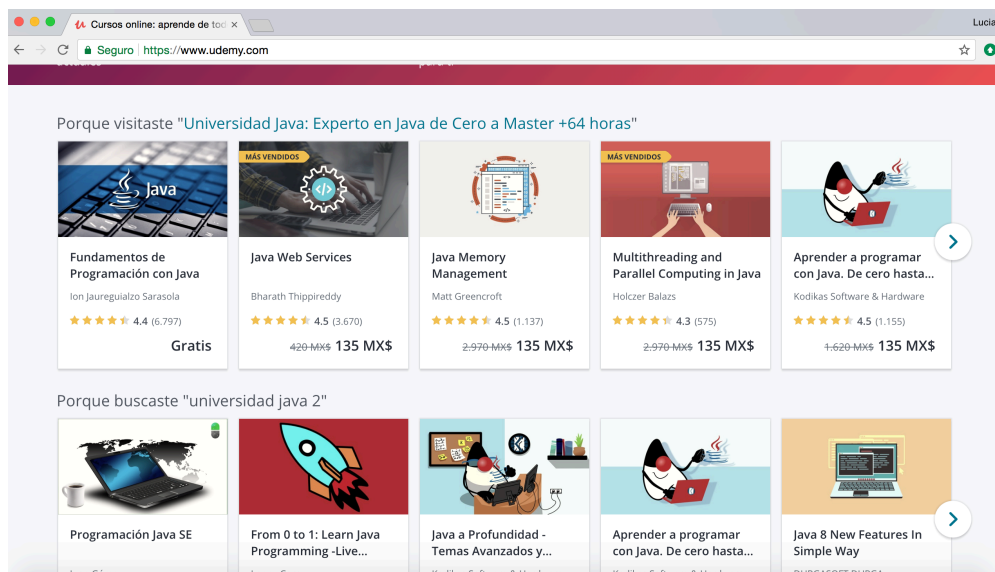 Cursos online: aprende de tod
Lucia
Seguro https://www.udemy.com
Porque visitaste "Universidad Java: Experto en Java de Cero a Master +64 horas"
Java
MÁS VENDIDOS
MÁS VENDIDOS
Fundamentos de
Programación con Java
Ion Jaureguialzo Sarasola
4.4 (6.797)
Gratis
Java Web Services
Bharath Thippireddy
4.5 (3.670)
420 MX$ 135 MX$
Java Memory
Management
Matt Greencroft
4.5 (1.137)
2.970 MX$ 135 MX$
Multithreading and
Parallel Computing in Java
Holczer Balazs
4.3 (575)
2.970 MX$ 135 MX$
Aprender a programar
con Java. De cero hasta...
Kodikas Software & Hardware
4.5 (1.155)
1.620 MX$ 135 MX$
Porque buscaste "universidad java 2"
Programación Java SE
From 0 to 1: Learn Java
Programming -Live...
Java a Profundidad -
Temas Avanzados y...
Aprender a programar
con Java. De cero hasta...
Java 8 New Features In
Simple Way